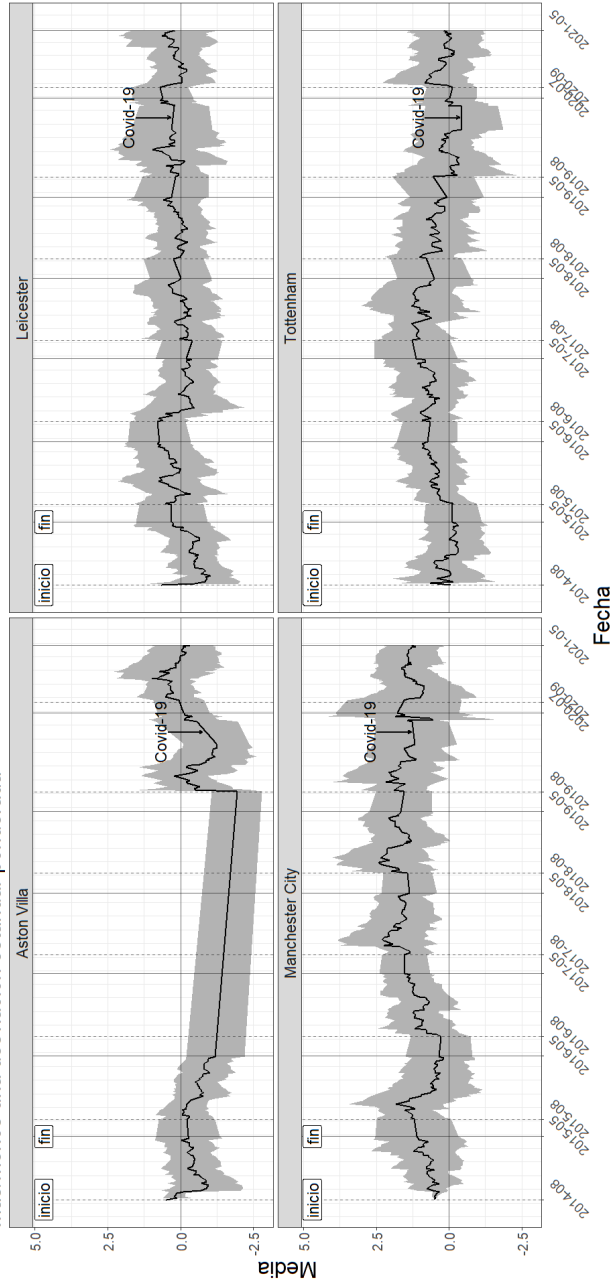 Aston Villa
Leicester
5.0
2.5
0.0
-2.5
inicio
fin
Covid-19
inicio
fin
Covid-19
Manchester City
Tottenham
5.0
2.5
0.0
-2.5
inicio
fin
Covid-19
inicio
fin
Covid-19
Media
2014-08
2015-05
2015-08
2016-05
2016-08
2017-05
2017-08
2018-05
2018-08
2019-05
2019-08
2020-07
2020-09
2021-05
2014-08
2015-05
2015-08
2016-05
2016-08
2017-05
2017-08
2018-05
2018-08
2019-05
2019-08
2020-07
2020-09
2021-05
Fecha